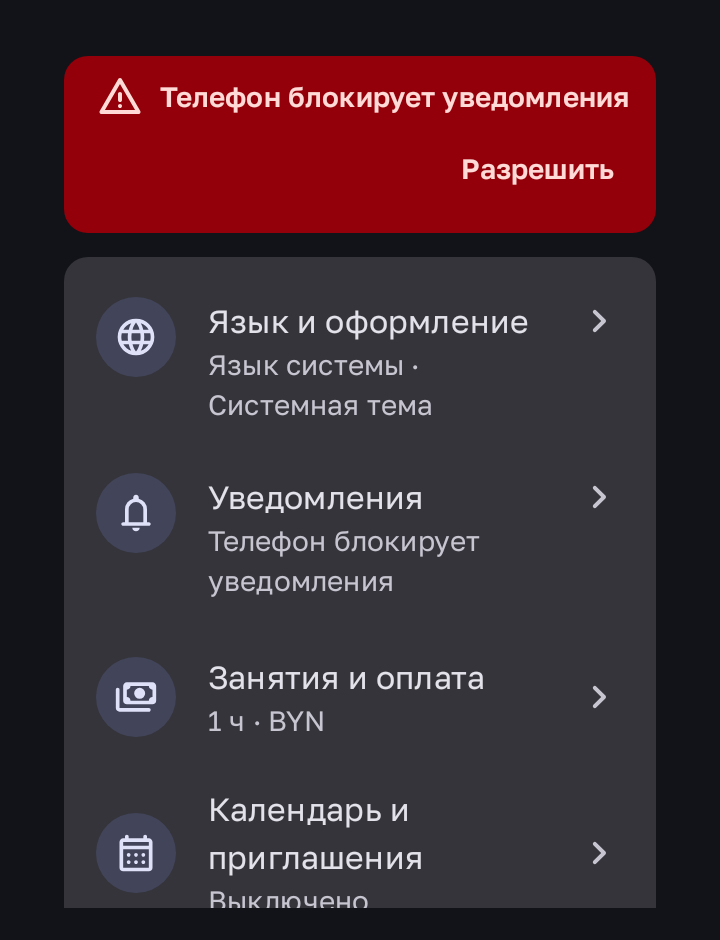 Телефон блокирует уведомления
Разрешить
Язык и оформление
Язык системы ·
Системная тема
Уведомления
Телефон блокирует
уведомления
Занятия и оплата
1 ч · BYN
Календарь и
приглашения
Выключено